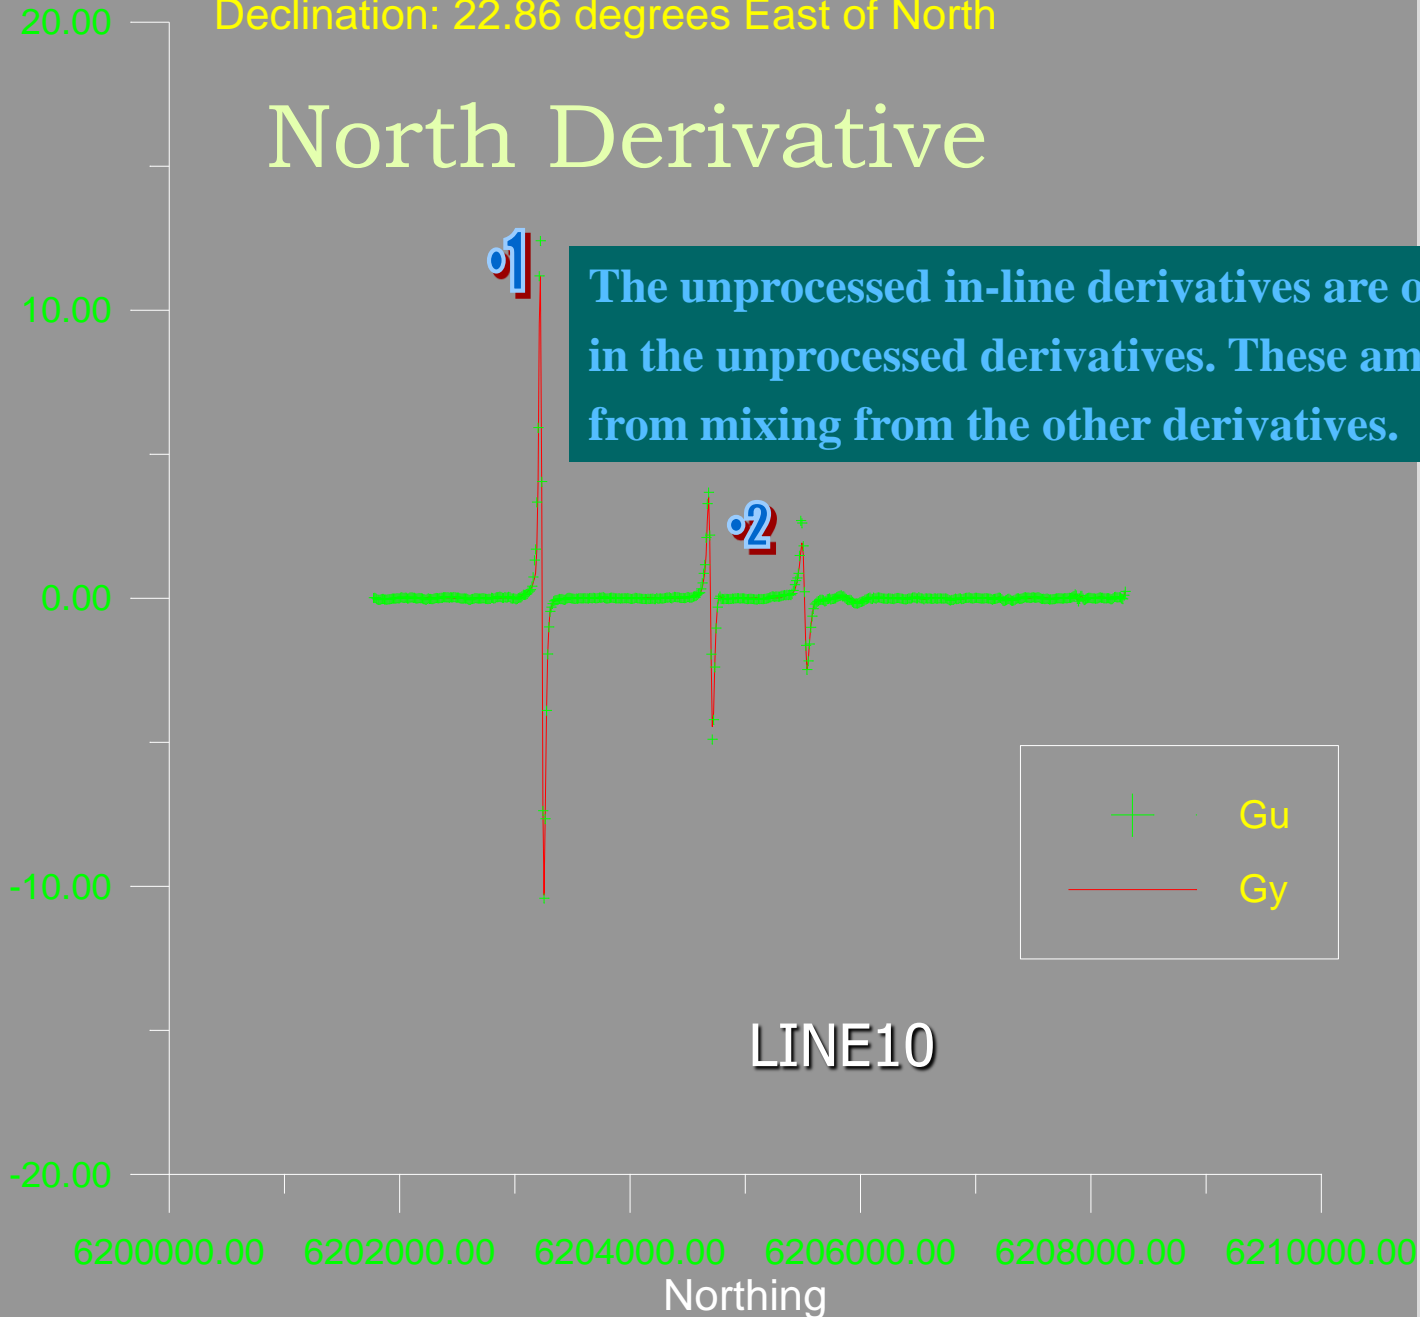 Declination: 22.86 degrees East of North
20.00
North Derivative
•1
The unprocessed in-line derivatives are
10.00
in the unprocessed derivatives. These
from mixing from the other derivatives.
•2
0.00
Gu
-10.00
Gy
LINE10
-20.00
6200000.00 6202000.00 6204000.00 6206000.00 6208000.00 6210000.00
Northing